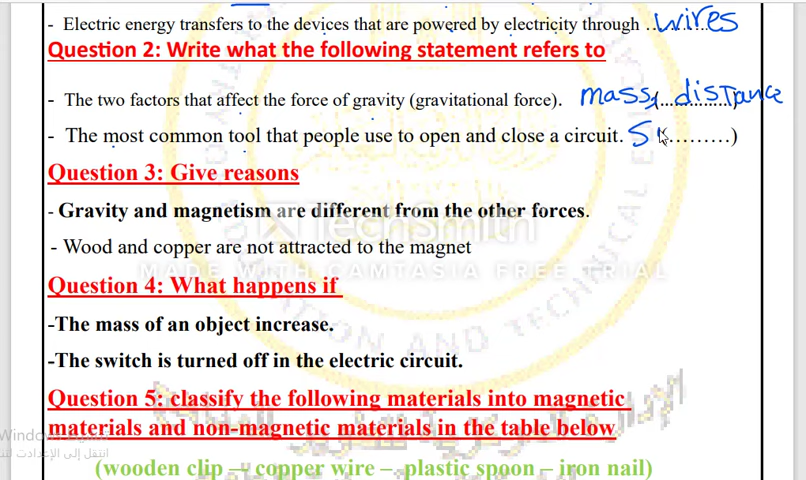 - Electric energy transfers to the devices that are powered by electricity through ........... wires
Question 2: Write what the following statement refers to
- The two factors that affect the force of gravity (gravitational force). mass, distance
- The most common tool that people use to open and close a circuit. S .........)
Question 3: Give reasons
- Gravity and magnetism are different from the other forces.
- Wood and copper are not attracted to the magnet
TechSmith
MADE WITH CAMTASIA FREE TRIAL
Question 4: What happens if
-The mass of an object increase.
-The switch is turned off in the electric circuit.
Question 5: classify the following materials into magnetic
materials and non-magnetic materials in the table below
(wooden clip – copper wire – plastic spoon – iron nail)